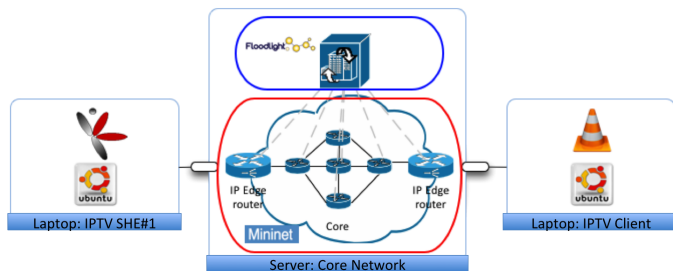 Floodlight
IP Edge
router
IP Edge
router
Core
Mininet
ubuntu
ubuntu
Laptop: IPTV SHE#1
Laptop: IPTV Client
Server: Core Network